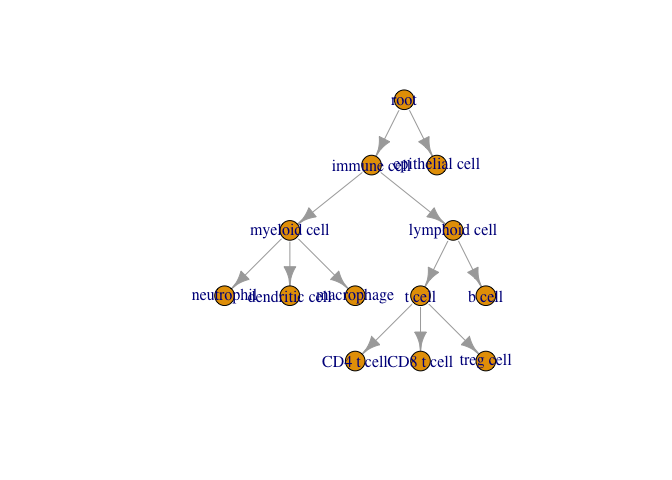 root
immune cell
epithelial cell
myeloid cell
lymphoid cell
neutrophil
dendritic cell
macrophage
t cell
b cell
CD4 t cell
CD8 t cell
treg cell